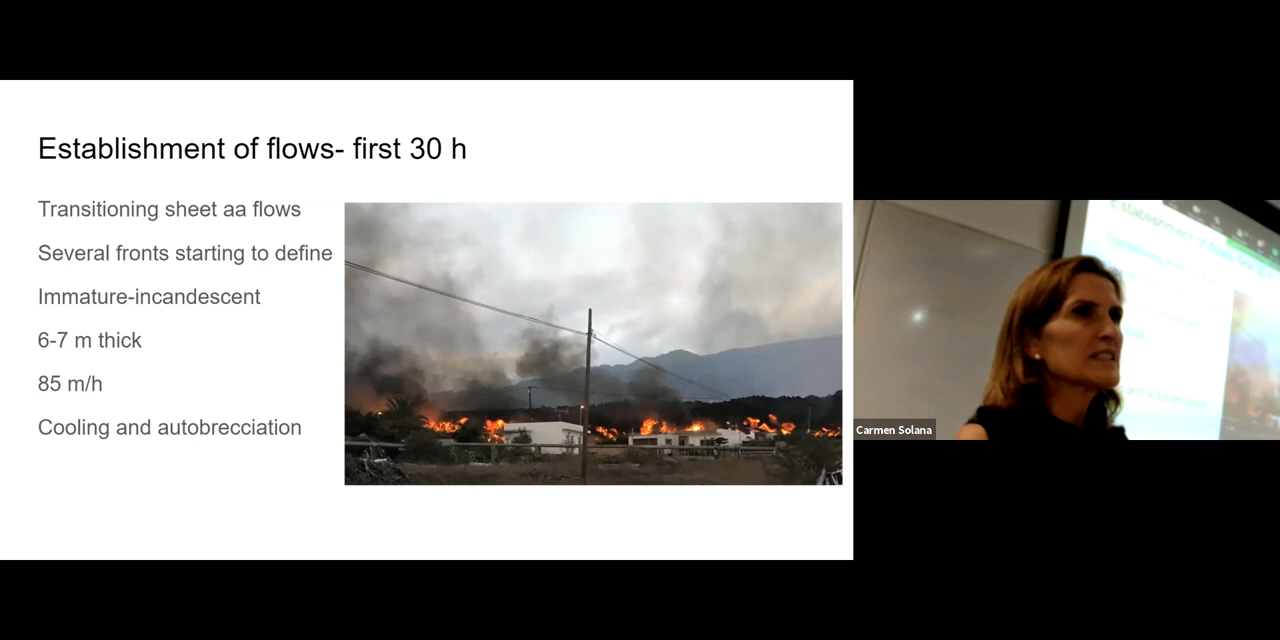 Establishment of flows- first 30 h
Transitioning sheet aa flows
Several fronts starting to define
Immature-incandescent
6-7 m thick
85 m/h
Cooling and autobrecciation
Carmen Solana